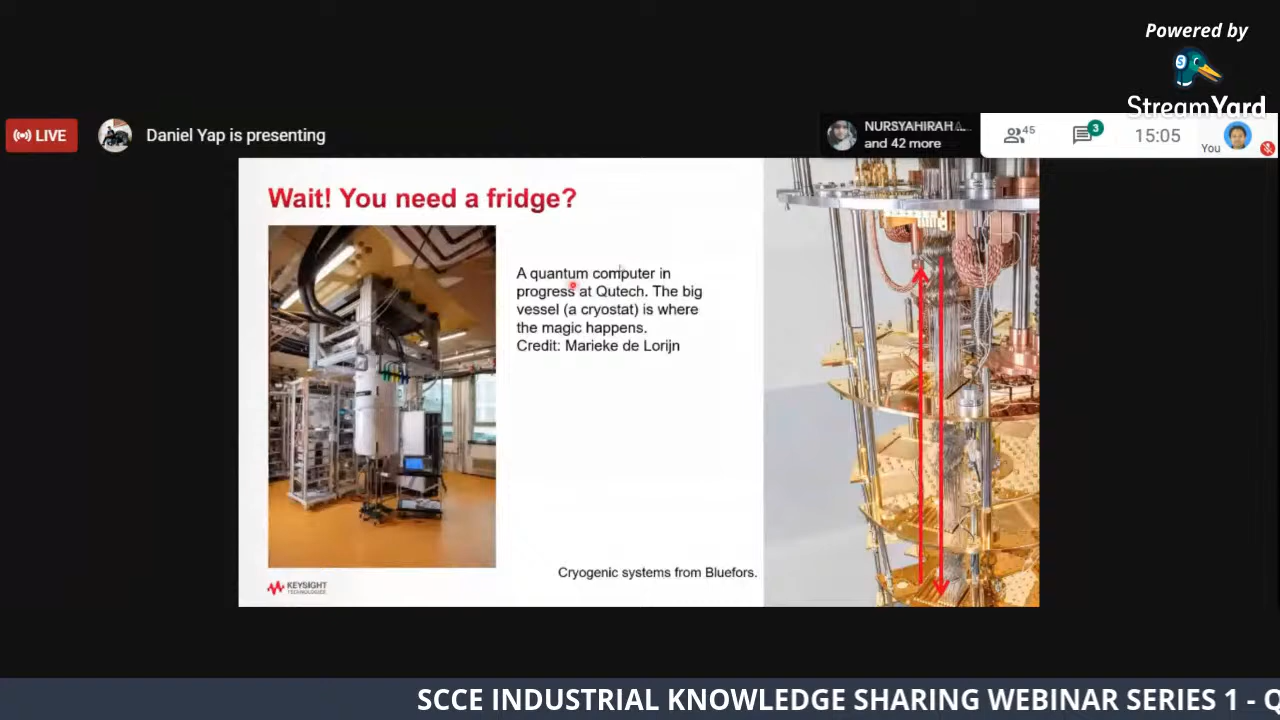 Powered by
StreamYard
LIVE
Daniel Yap is presenting
NURSYAHIRAH
and 42 more
45
3
15:05
You
Wait! You need a fridge?
A quantum computer in
progress at Qutech. The big
vessel (a cryostat) is where
the magic happens.
Credit: Marieke de Lorijn
Cryogenic systems from Bluefors.
KEYSIGHT
TECHNOLOGIES
SCCE INDUSTRIAL KNOWLEDGE SHARING WEBINAR SERIES 1 - Q